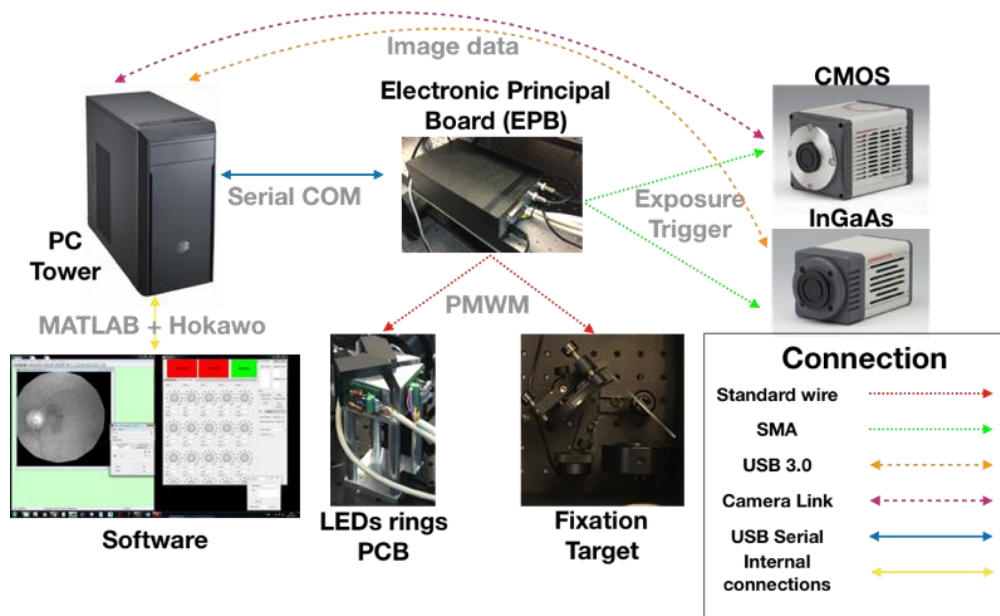 Image data
CMOS
Electronic Principal
Board (EPB)
Serial COM
Exposure
Trigger
InGaAs
PC
Tower
PMWM
MATLAB + Hokawo
Software
LEDs rings
PCB
Fixation
Target
Connection
Standard wire
SMA
USB 3.0
Camera Link
USB Serial
Internal
connections